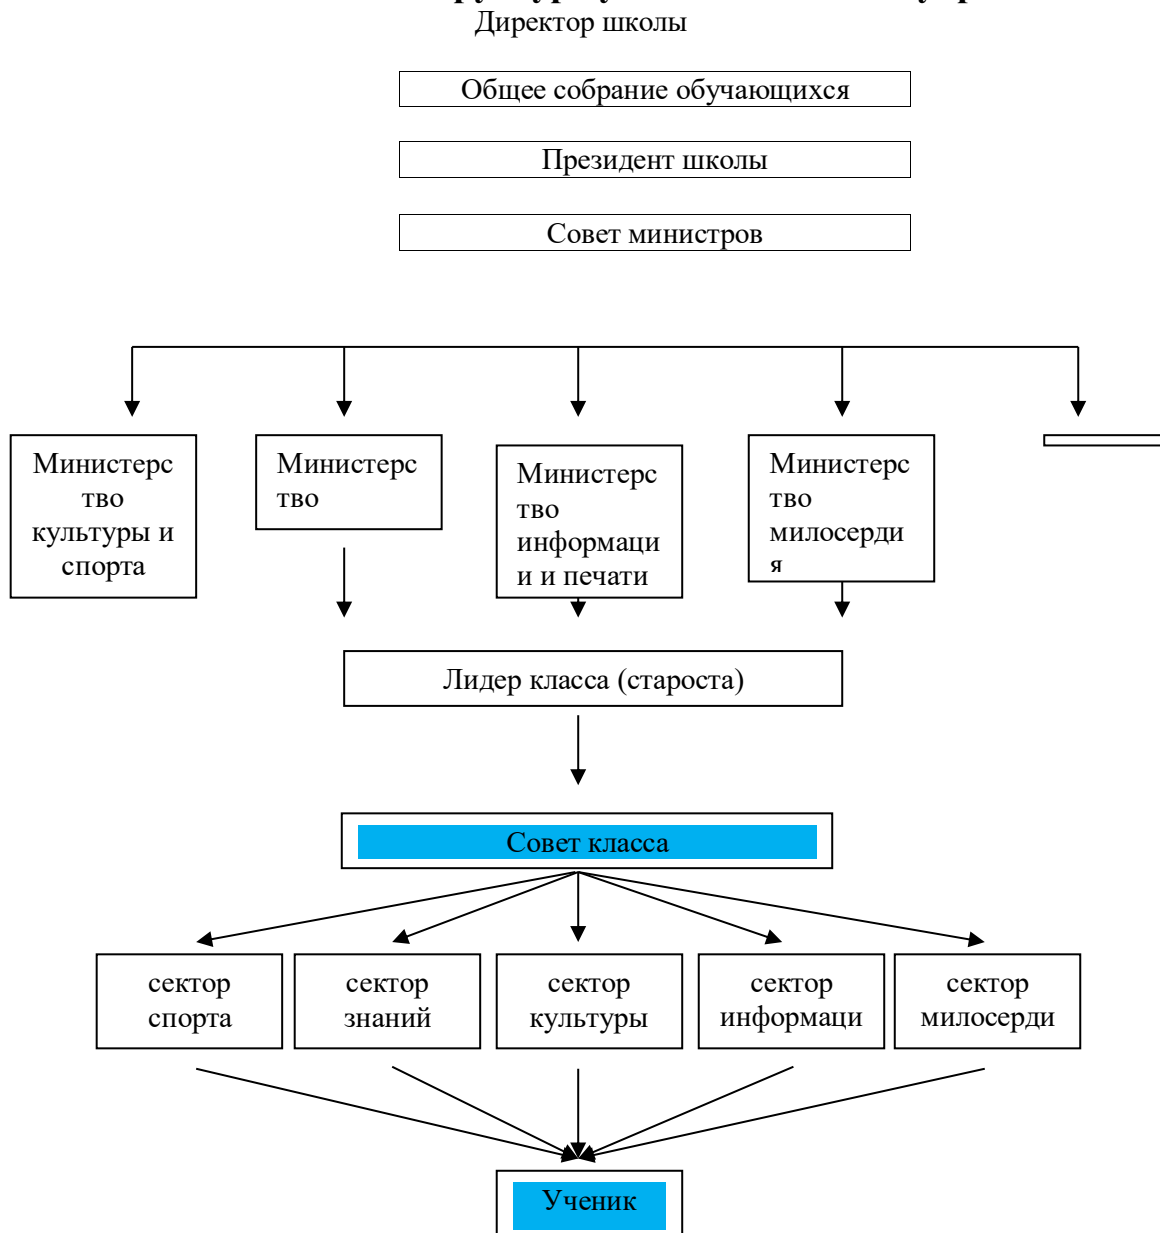 Директор школы
Общее собрание обучающихся
Президент школы
Совет министров
Министерс
тво
культуры и
спорта
Министерс
тво
Министерс
тво
информаци
и и печати
Министерс
тво
милосерди
я
Лидер класса (староста)
Совет класса
сектор
спорта
сектор
знаний
сектор
культуры
сектор
информаци
сектор
милосерди
Ученик